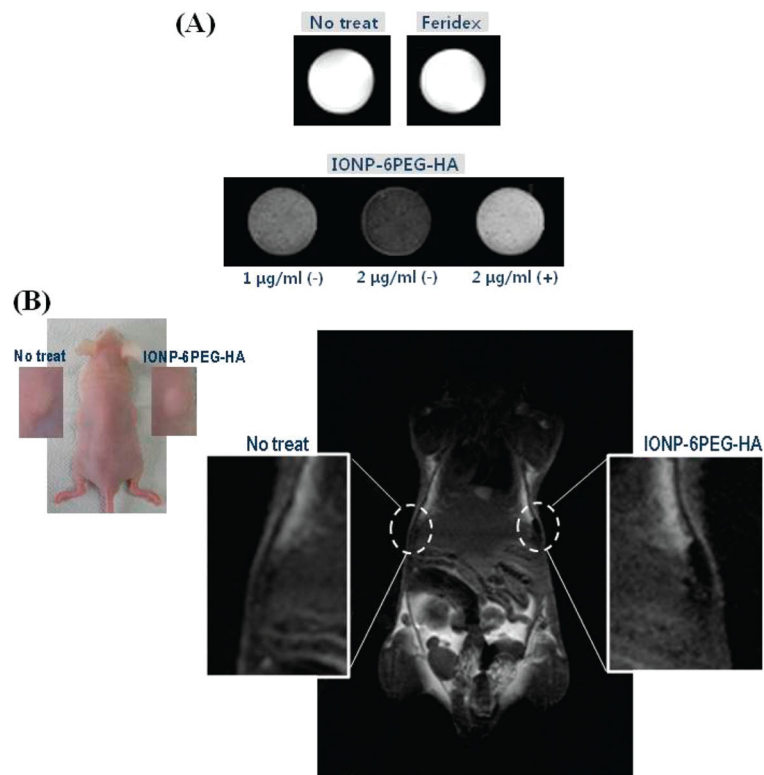 (A)
No treat
Feridex
IONP-6PEG-HA
1 µg/ml (-)
2 µg/ml (-)
2 µg/ml (+)
(B)
No treat
IONP-6PEG-HA
No treat
IONP-6PEG-HA